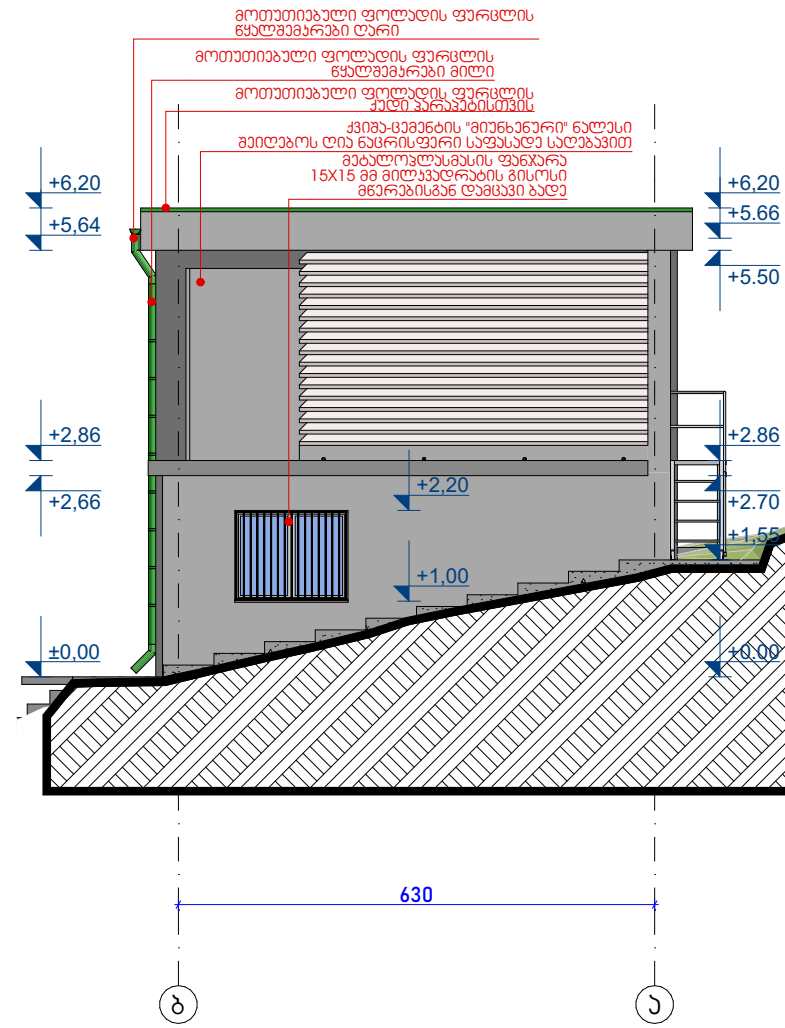 მოთუთიებული ფოლადის ფურცლის
წყალშემკრები ღარი
მოთუთიებული ფოლადის ფურცლის
წყალშემკრები მილი
მოთუთიებული ფოლადის ფურცლის
ქუდი პარაპეტისთვის
ქვიშა-ცემენტის "მიუნხენური" ნალესი
შეიღებოს ღია ნაცრისფერი საფასადე საღებავით
მეტალოპლასმასის ფანჯარა
15X15 მმ მილკვადრატის გისოსი
მწერებისგან დამცავი ბადე
+6,20
+5,64
+6,20
+5.66
+5.50
+2,86
+2,66
+2.86
+2.70
+2,20
+1,55
+1,00
±0,00
+0.00
630
ბ
ა